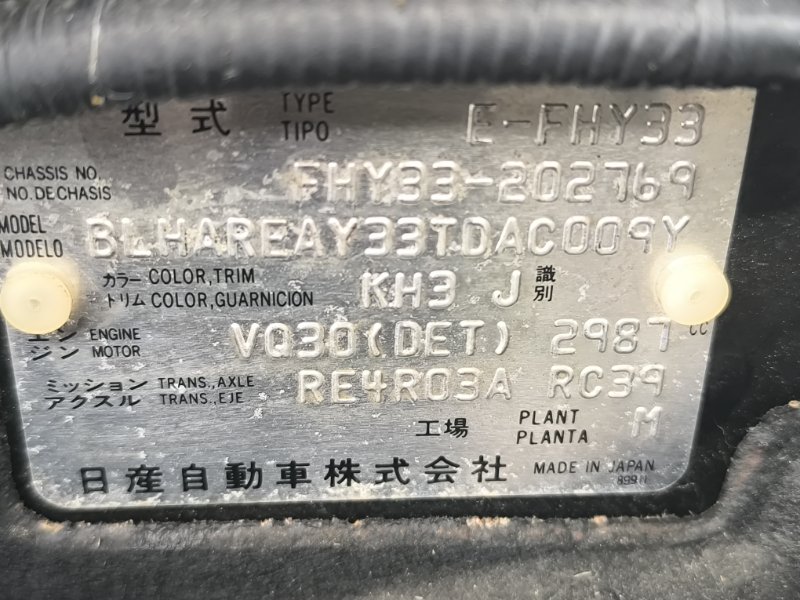 型式 TYPE TIPO E-FHY33
CHASSIS NO. NO.DECHASIS FHY33-202769
MODEL MODELO BLHAREAY33TDAC009Y
カラー COLOR,TRIM トリム COLOR,GUARNICION KH3 J 識別
エンジン ENGINE MOTOR VQ30(DET) 2987 cc
ミッション TRANS.,AXLE アクスル TRANS.,EJE RE4R03A RC39
工場 PLANT PLANTA M
日産自動車株式会社 MADE IN JAPAN